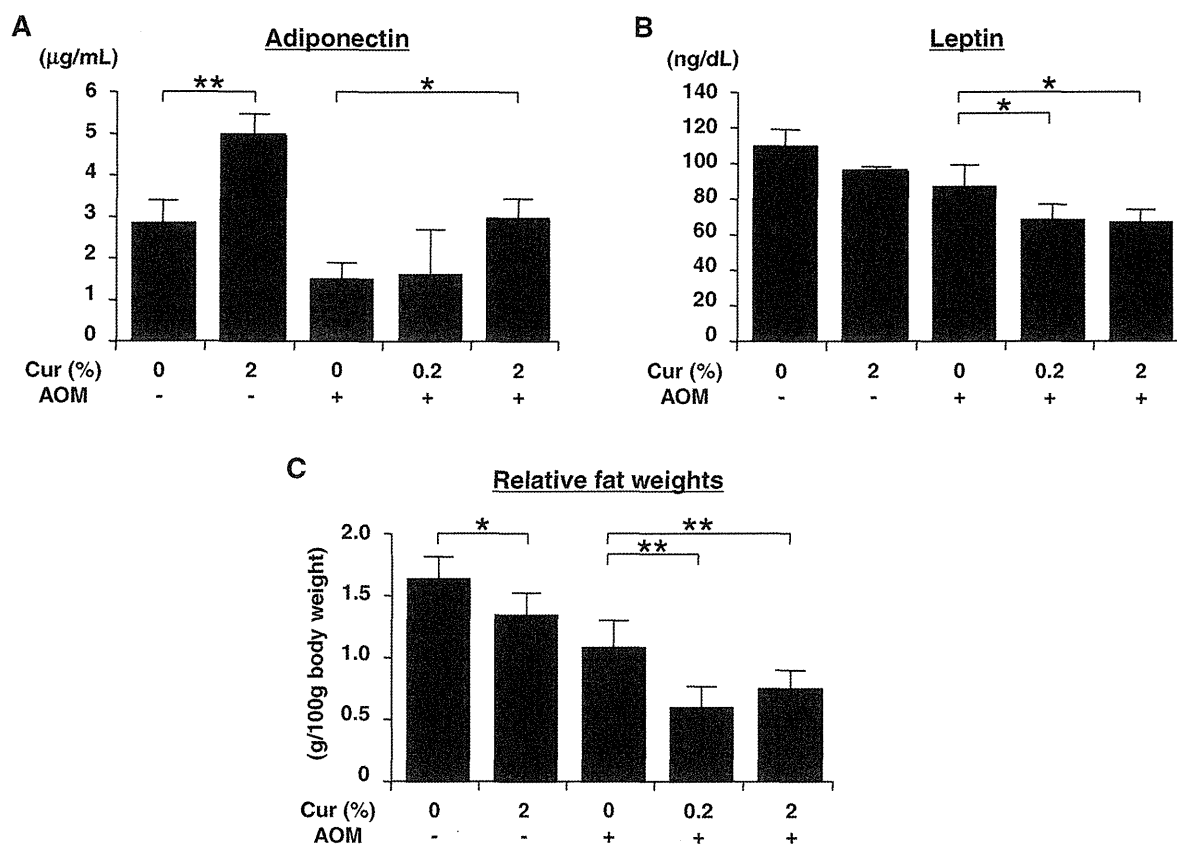 A
Adiponectin
(μg/mL)
**
*
6
5
4
3
2
1
0
Cur (%) 0 2 0 0.2 2
AOM - - + + +
B
Leptin
(ng/dL)
*
*
140
120
100
80
60
40
20
0
Cur (%) 0 2 0 0.2 2
AOM - - + + +
C
Relative fat weights
(g/100g body weight)
*
**
**
2.0
1.5
1.0
0.5
0
Cur (%) 0 2 0 0.2 2
AOM - - + + +